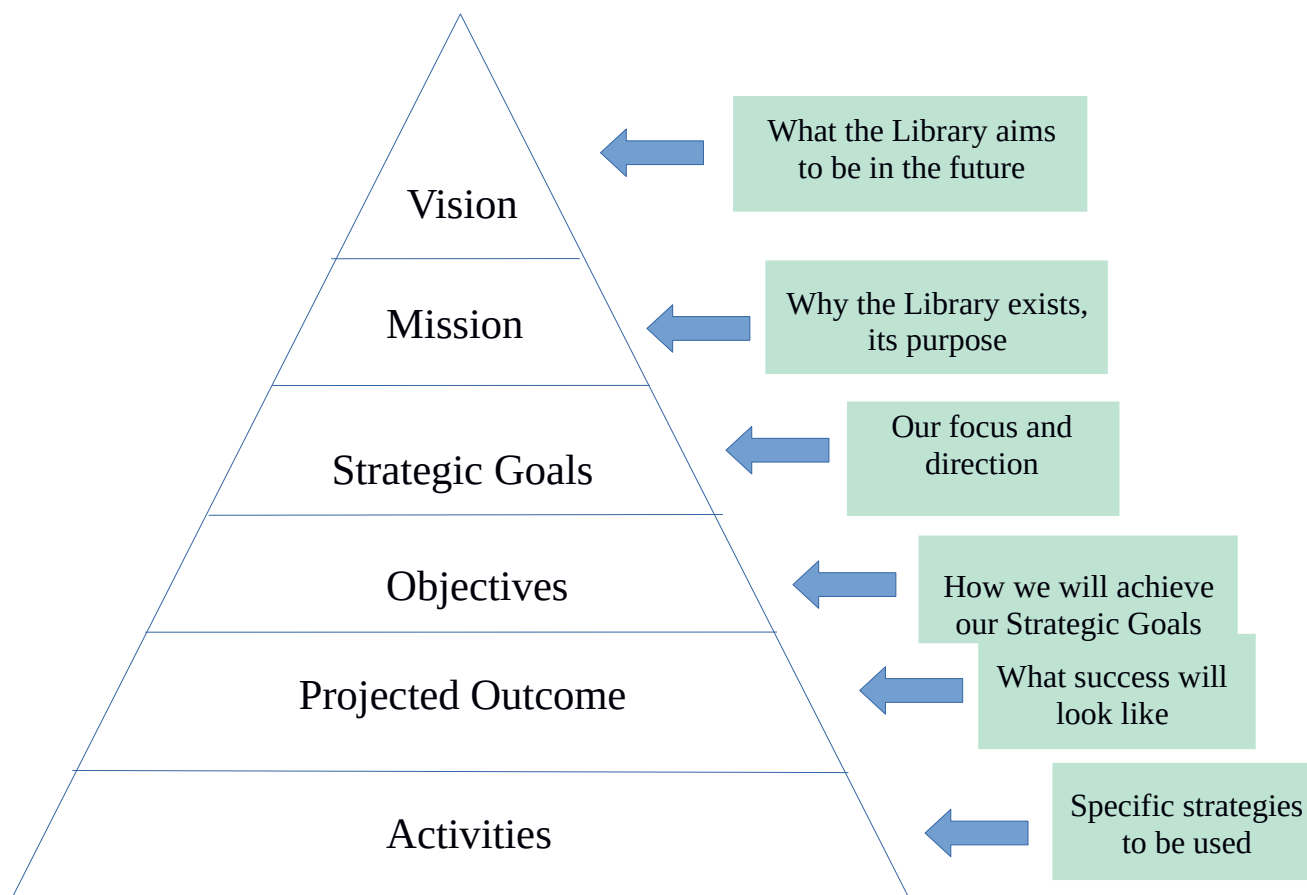 What the Library aims
to be in the future
Vision
Why the Library exists,
its purpose
Mission
Our focus and
direction
Strategic Goals
How we will achieve
our Strategic Goals
Objectives
What success will
look like
Projected Outcome
Specific strategies
to be used
Activities